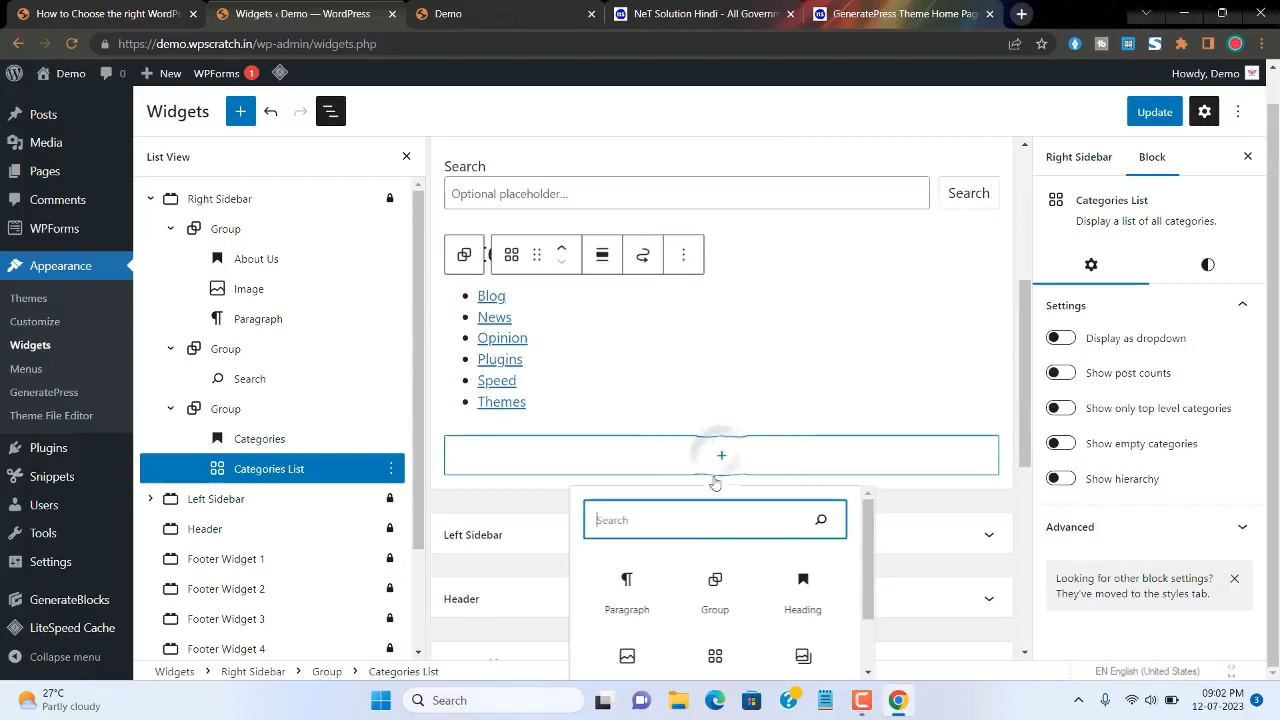 How to Choose the right WordPr
Widgets ‹ Demo — WordPress
Demo
NeT Solution Hindi - All Governm
GeneratePress Theme Home Page
https://demo.wpscratch.in/wp-admin/widgets.php
Demo
0
New
WPForms 1
Howdy, Demo
Posts
Media
Pages
Comments
WPForms
Appearance
Themes
Customize
Widgets
Menus
GeneratePress
Theme File Editor
Plugins
Snippets
Users
Tools
Settings
GenerateBlocks
LiteSpeed Cache
Collapse menu
Widgets
Update
List View
Right Sidebar
Group
About Us
Image
Paragraph
Group
Search
Group
Categories
Categories List
Left Sidebar
Header
Footer Widget 1
Footer Widget 2
Footer Widget 3
Footer Widget 4
Search
Optional placeholder...
Search
Blog
News
Opinion
Plugins
Speed
Themes
Search
Paragraph
Group
Heading
Left Sidebar
Header
Right Sidebar
Block
Categories List
Display a list of all categories.
Settings
Display as dropdown
Show post counts
Show only top level categories
Show empty categories
Show hierarchy
Advanced
Looking for other block settings?
They've moved to the styles tab.
Widgets
Right Sidebar
Group
Categories List
EN English (United States)
27°C
Partly cloudy
Search
09:02 PM
12-07-2023
3